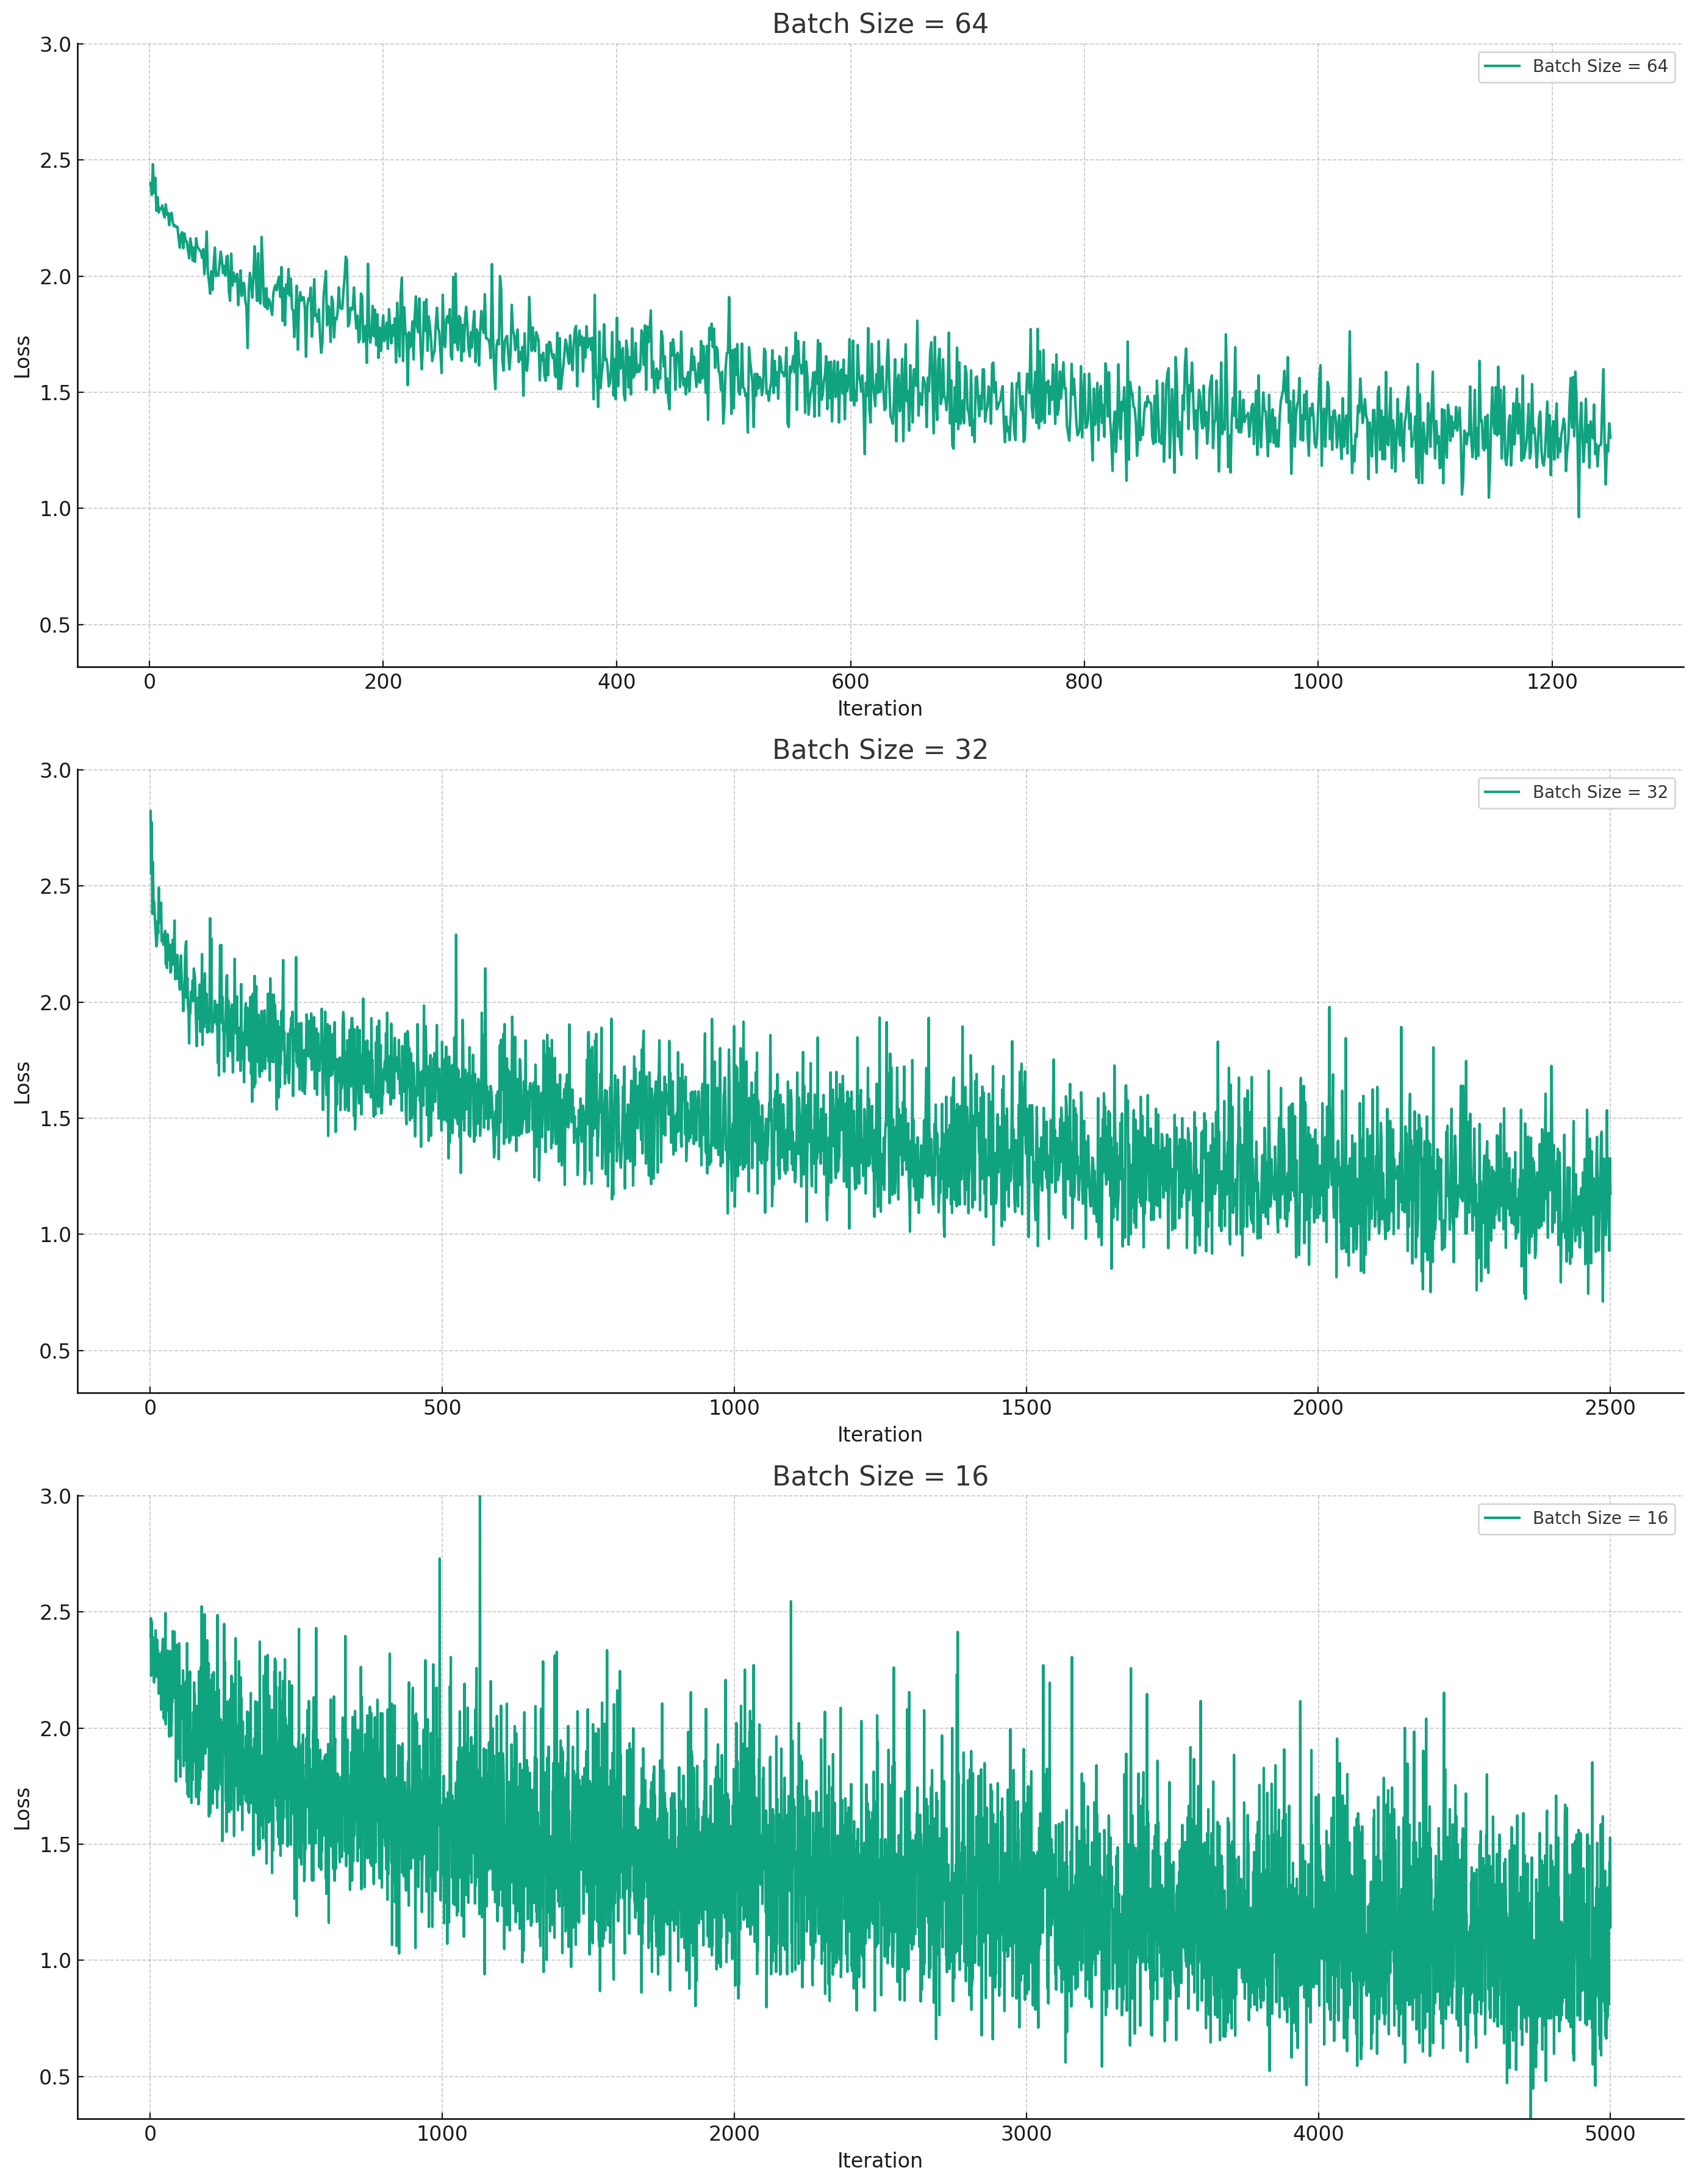 Batch Size = 64
3.0
Batch Size = 64
2.5
2.0
Loss
1.5
1.0
0.5
0 200 400 600 800 1000 1200
Iteration
Batch Size = 32
3.0
Batch Size = 32
2.5
2.0
Loss
1.5
1.0
0.5
0 500 1000 1500 2000 2500
Iteration
Batch Size = 16
3.0
Batch Size = 16
2.5
2.0
Loss
1.5
1.0
0.5
0 1000 2000 3000 4000 5000
Iteration